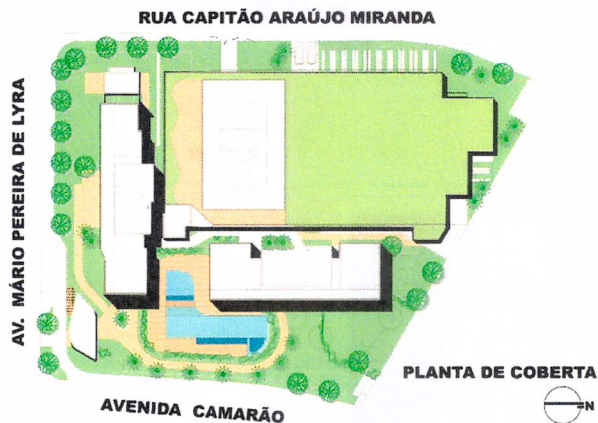 RUA CAPITÃO ARAÚJO MIRANDA
AV. MÁRIO PEREIRA DE LYRA
PLANTA DE COBERTA
AVENIDA CAMARÃO
N